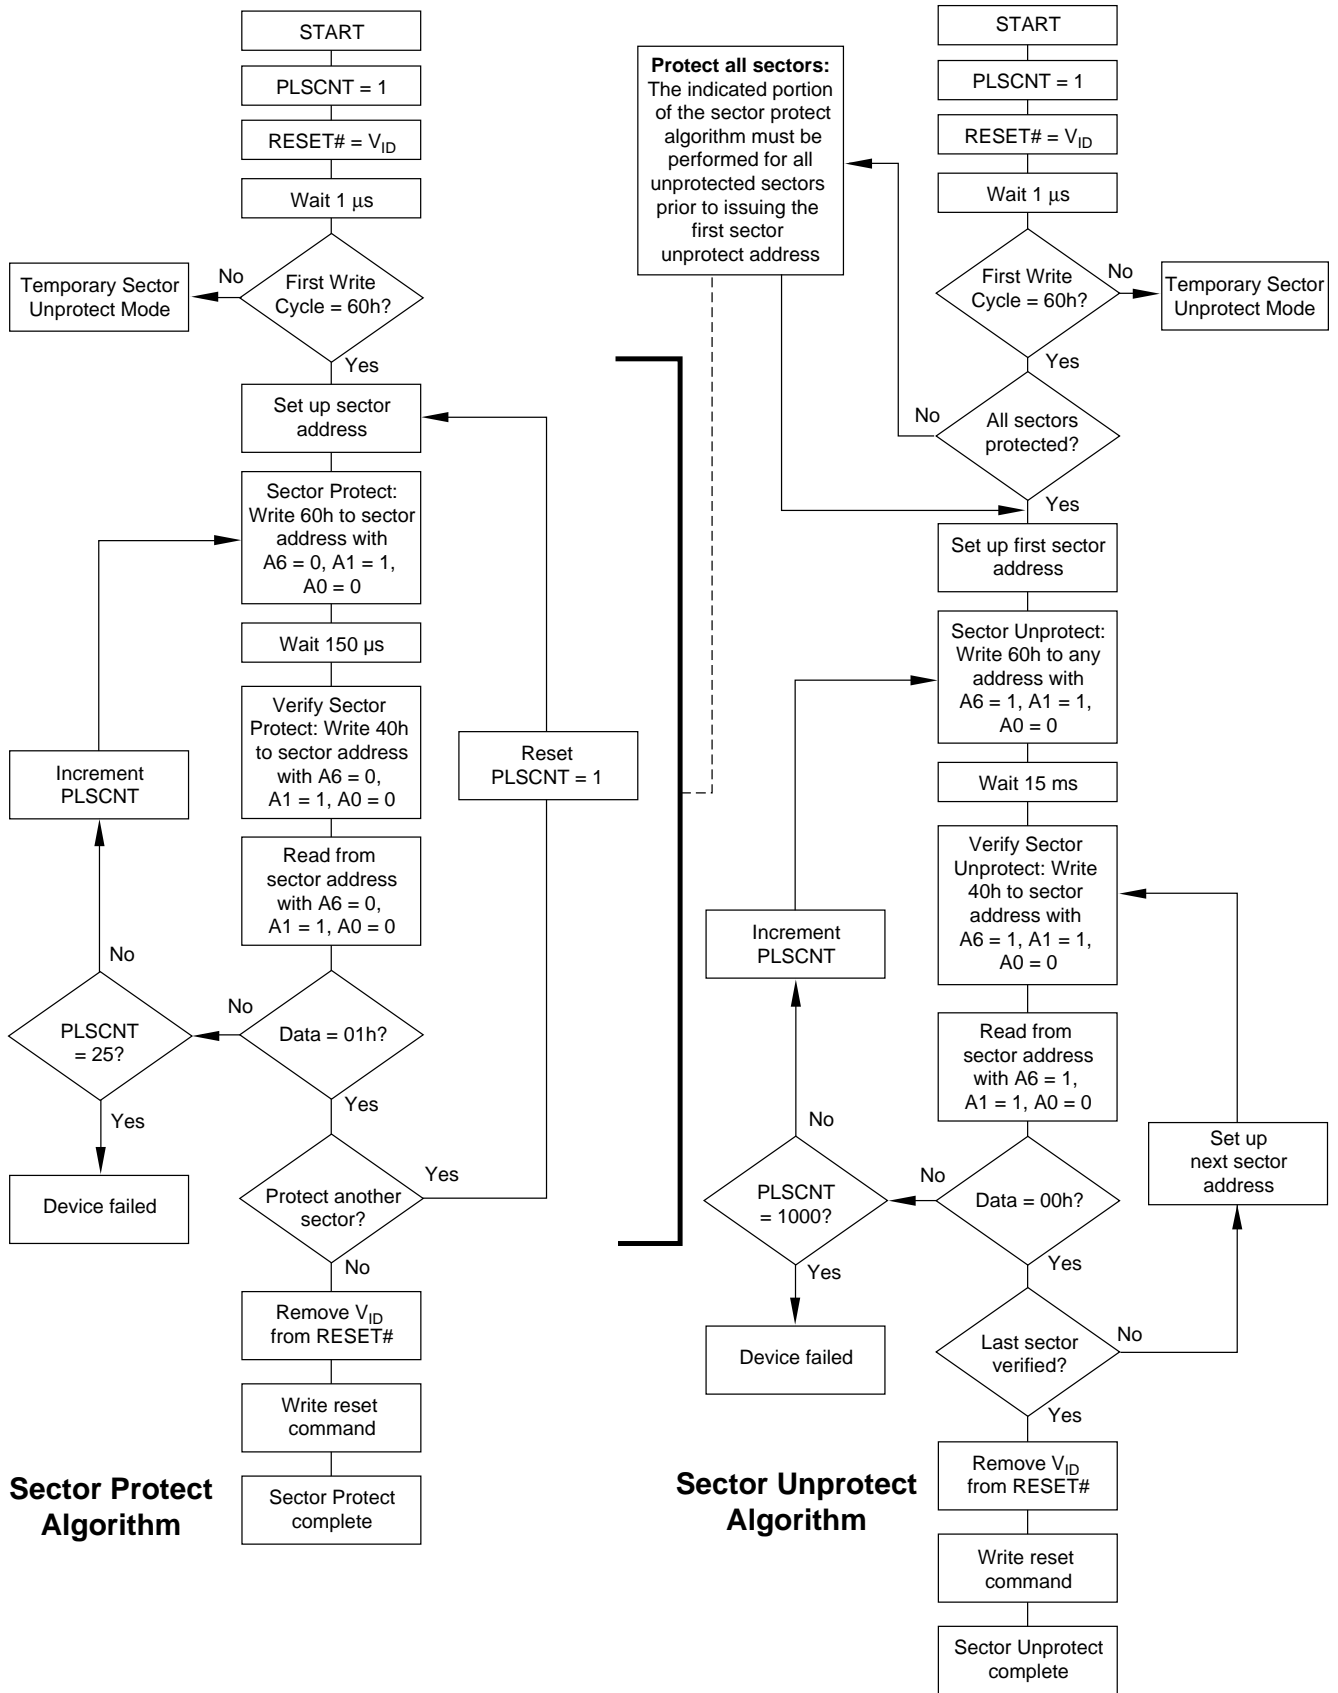 START
PLSCNT = 1
RESET# = VID
Wait 1 μs
First Write
Cycle = 60h?
No
Temporary Sector
Unprotect Mode
Yes
Set up sector
address
Sector Protect:
Write 60h to sector
address with
A6 = 0, A1 = 1,
A0 = 0
Wait 150 µs
Verify Sector
Protect: Write 40h
to sector address
with A6 = 0,
A1 = 1, A0 = 0
Reset
PLSCNT = 1
Increment
PLSCNT
Read from
sector address
with A6 = 0,
A1 = 1, A0 = 0
No
No
PLSCNT
= 25?
Data = 01h?
Yes
Yes
Device failed
Protect another
sector?
Yes
No
Remove VID
from RESET#
Write reset
command
Sector Protect
complete
Sector Protect
Algorithm
Protect all sectors:
The indicated portion
of the sector protect
algorithm must be
performed for all
unprotected sectors
prior to issuing the
first sector
unprotect address
START
PLSCNT = 1
RESET# = VID
Wait 1 μs
First Write
Cycle = 60h?
No
Temporary Sector
Unprotect Mode
Yes
No
All sectors
protected?
Yes
Set up first sector
address
Sector Unprotect:
Write 60h to any
address with
A6 = 1, A1 = 1,
A0 = 0
Wait 15 ms
Verify Sector
Unprotect: Write
40h to sector
address with
A6 = 1, A1 = 1,
A0 = 0
Increment
PLSCNT
Read from
sector address
with A6 = 1,
A1 = 1, A0 = 0
No
Set up
next sector
address
No
PLSCNT
= 1000?
Data = 00h?
Yes
Yes
Device failed
Last sector
verified?
No
Yes
Remove VID
from RESET#
Write reset
command
Sector Unprotect
complete
Sector Unprotect
Algorithm